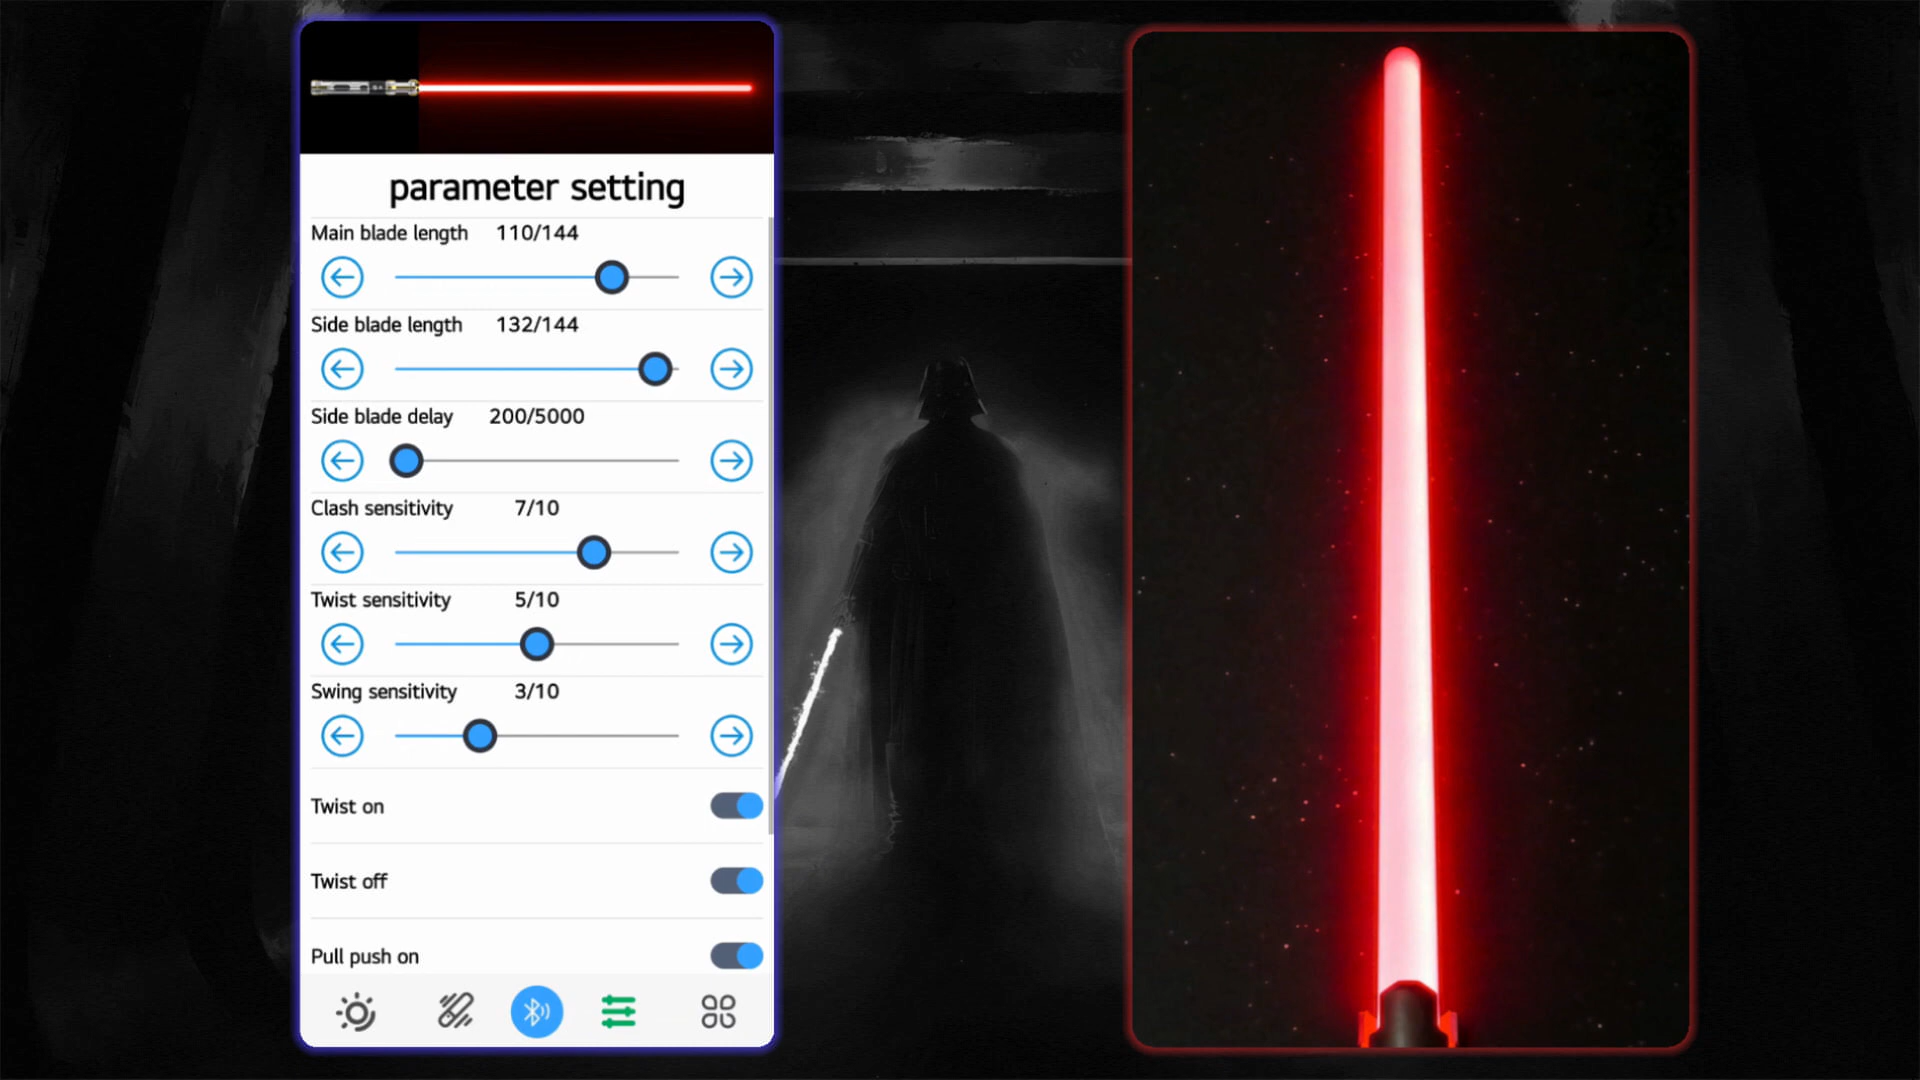 parameter setting
Main blade length 110/144
Side blade length 132/144
Side blade delay 200/5000
Clash sensitivity 7/10
Twist sensitivity 5/10
Swing sensitivity 3/10
Twist on
Twist off
Pull push on